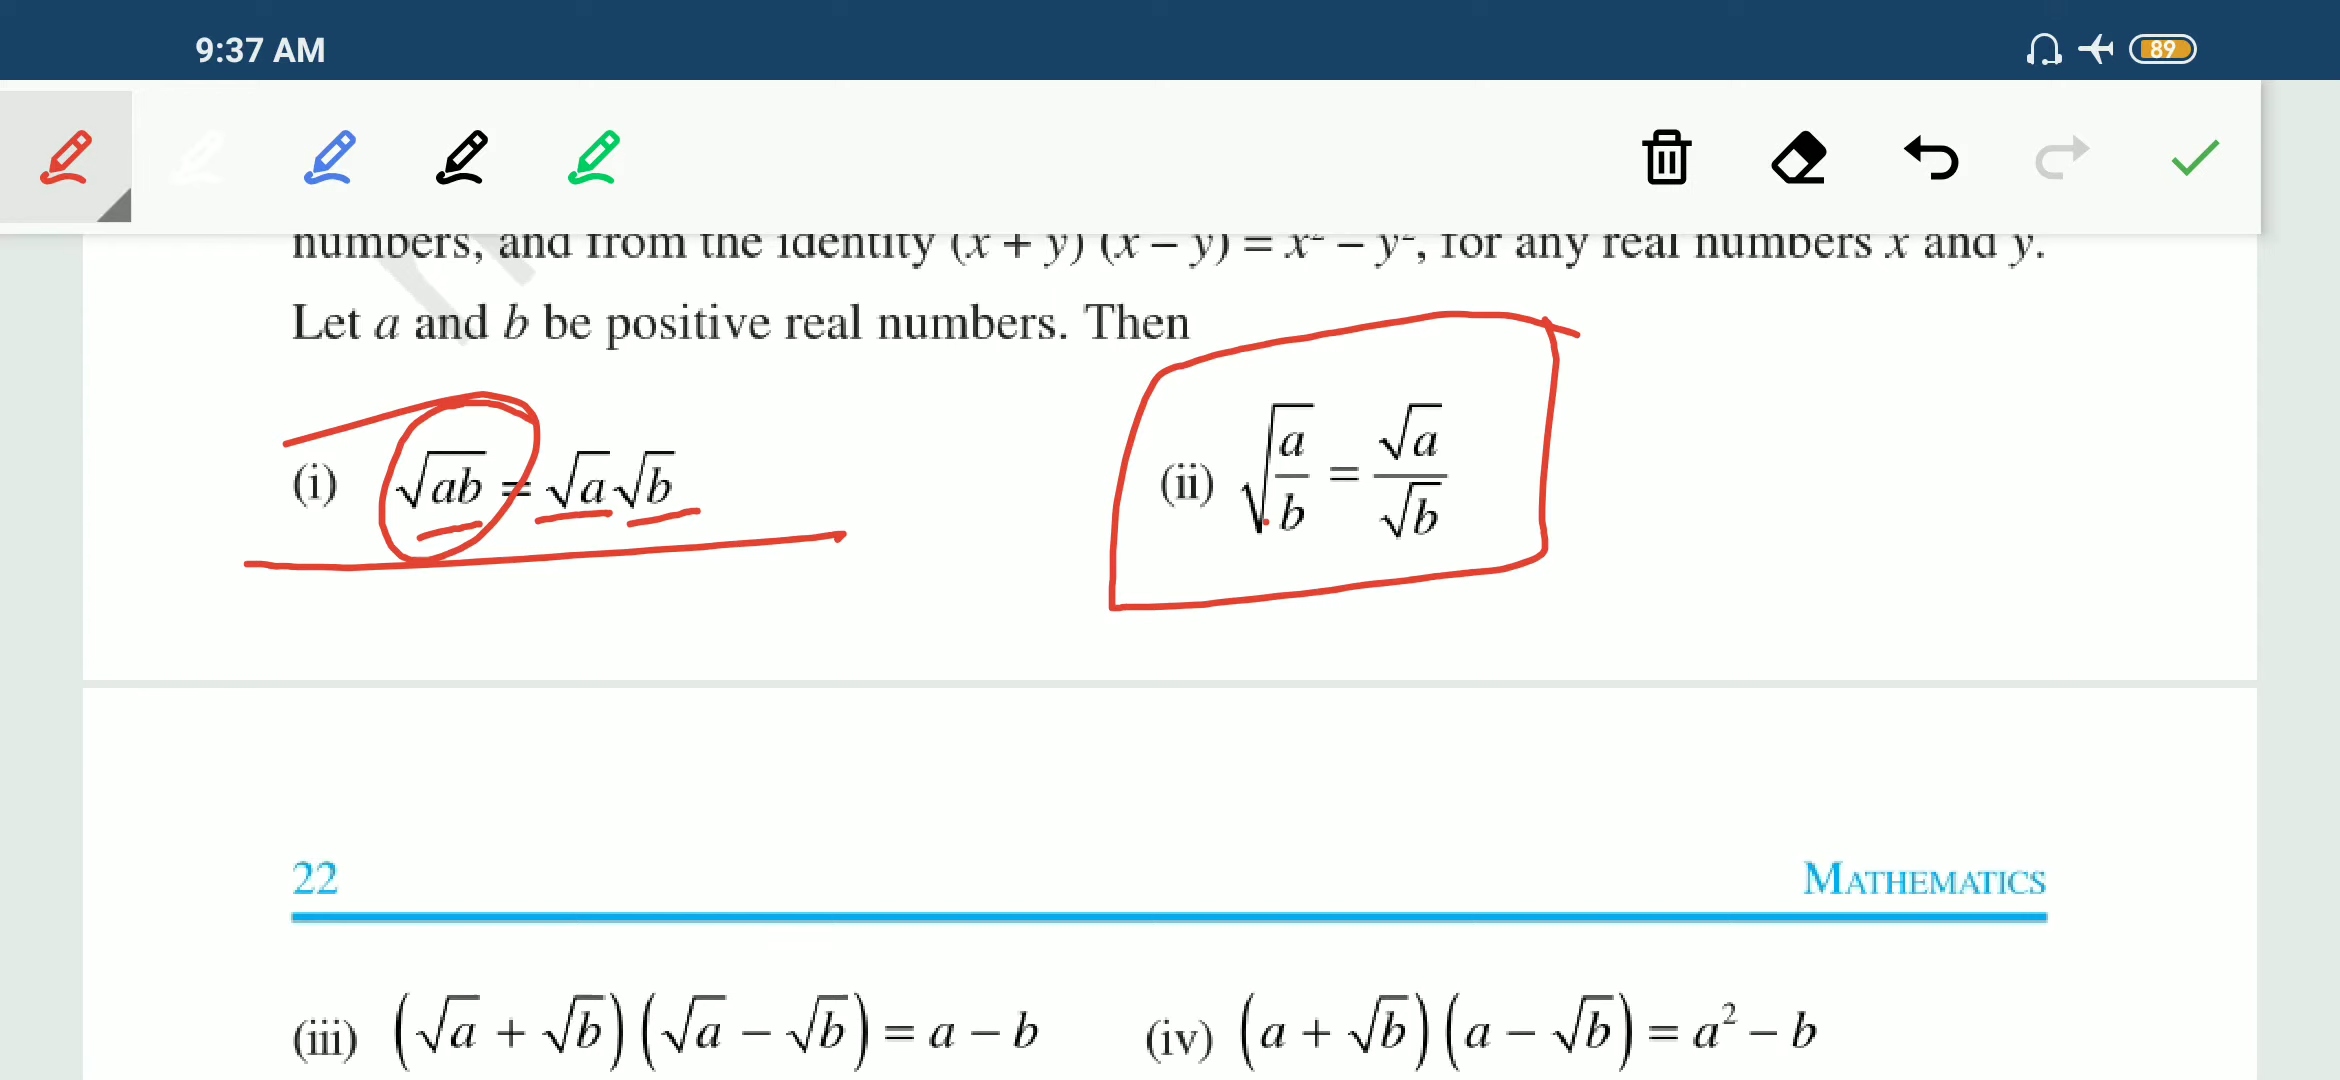 9:37 AM
89
numbers, and from the identity (x + y) (x – y) = x² – y², for any real numbers x and y.
Let a and b be positive real numbers. Then
(i) √ab = √a√b
(ii) √(a/b) = √a/√b
22
MATHEMATICS
(iii) (√a + √b)(√a − √b) = a − b
(iv) (a + √b)(a − √b) = a² − b